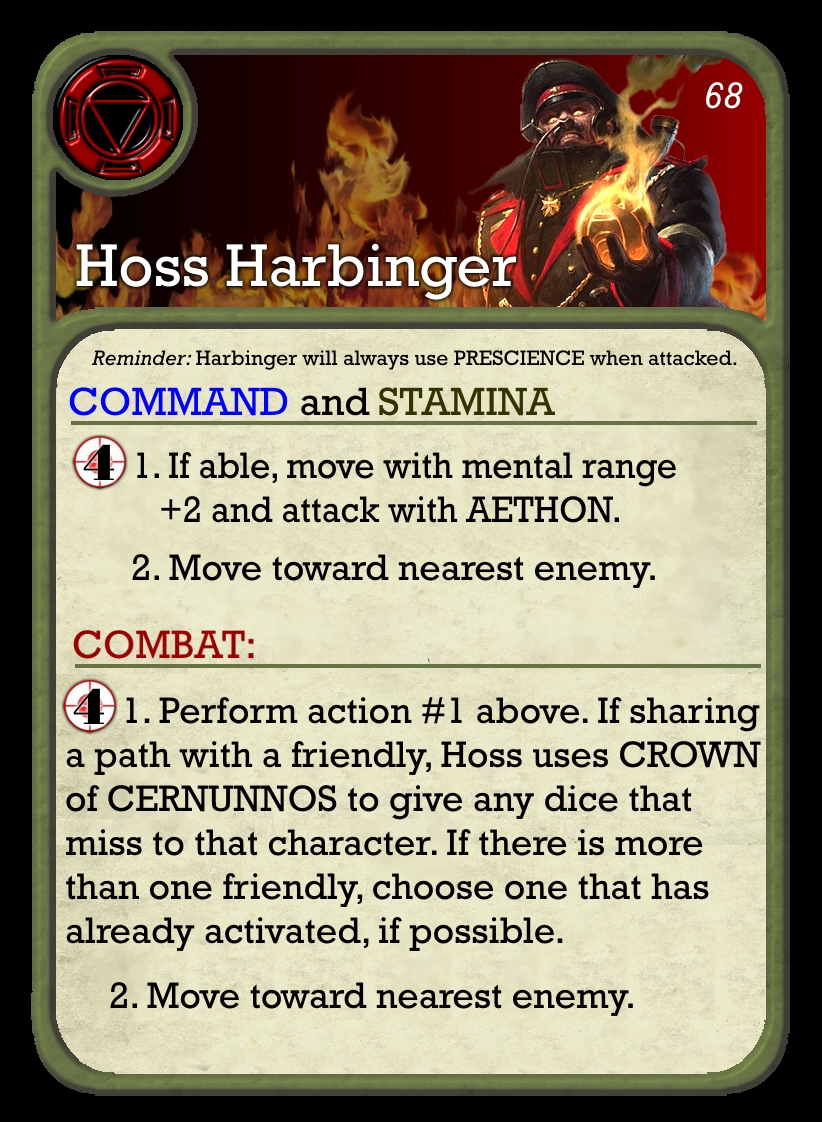 68
Hoss Harbinger
Reminder: Harbinger will always use PRESCIENCE when attacked.
COMMAND and STAMINA
4 1. If able, move with mental range
+2 and attack with AETHON.
2. Move toward nearest enemy.
COMBAT:
4 1. Perform action #1 above. If sharing
a path with a friendly, Hoss uses CROWN
of CERNUNNOS to give any dice that
miss to that character. If there is more
than one friendly, choose one that has
already activated, if possible.
2. Move toward nearest enemy.